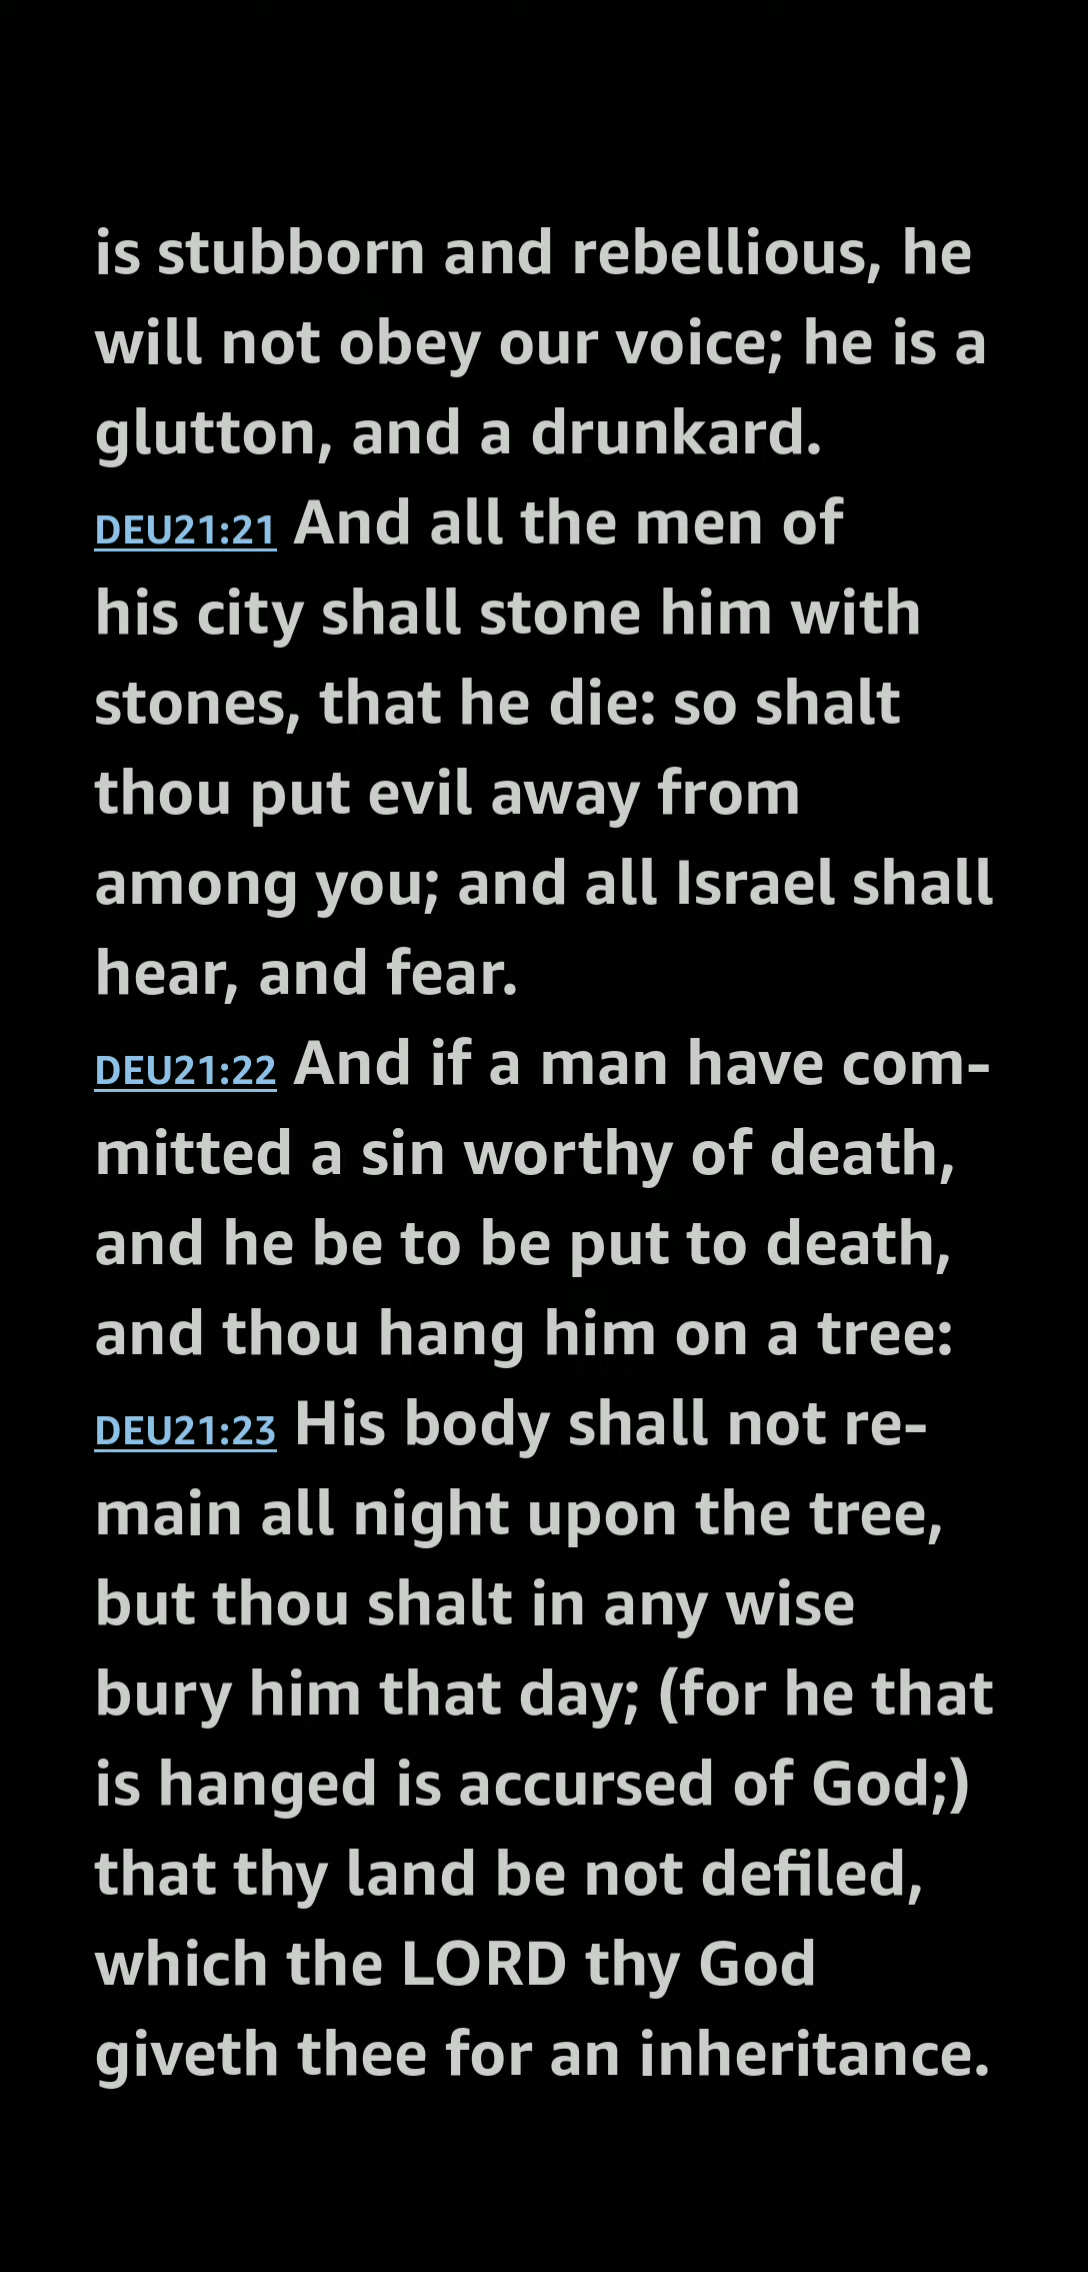 is stubborn and rebellious, he
will not obey our voice; he is a
glutton, and a drunkard.
DEU21:21 And all the men of
his city shall stone him with
stones, that he die: so shalt
thou put evil away from
among you; and all Israel shall
hear, and fear.
DEU21:22 And if a man have com-
mitted a sin worthy of death,
and he be to be put to death,
and thou hang him on a tree:
DEU21:23 His body shall not re-
main all night upon the tree,
but thou shalt in any wise
bury him that day; (for he that
is hanged is accursed of God;)
that thy land be not defiled,
which the LORD thy God
giveth thee for an inheritance.